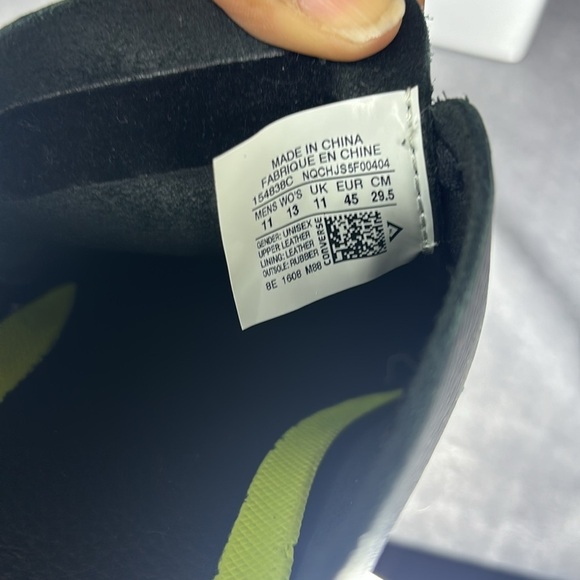 MADE IN CHINA
FABRIQUE EN CHINE
154838C NQCHJS5F00404
MENS WO'S UK EUR CM
11 13 11 45 29.5
GENDER: UNISEX
UPPER LEATHER
LINING: LEATHER
OUTSOLE: RUBBER
CONVERSE
8E 1608 M88